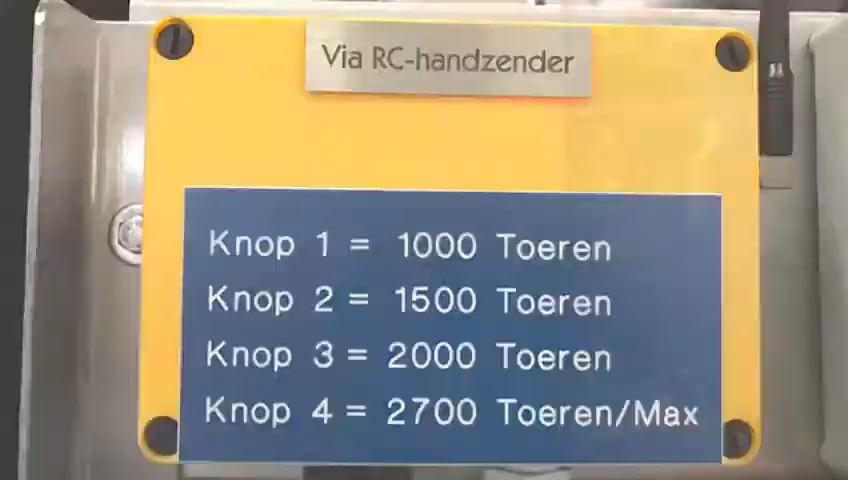 Via RC-handzender
Knop 1 = 1000 Toeren
Knop 2 = 1500 Toeren
Knop 3 = 2000 Toeren
Knop 4 = 2700 Toeren/Max